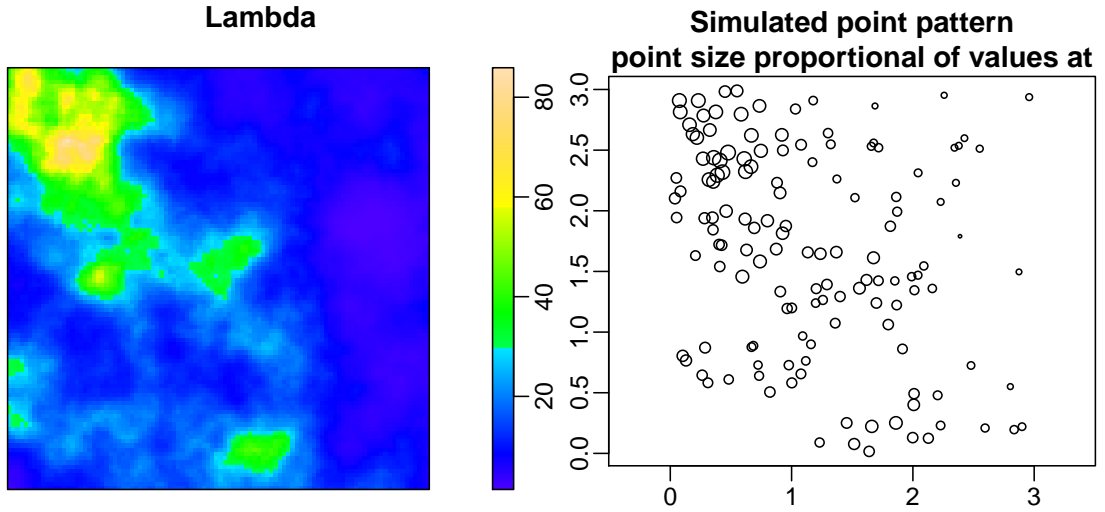 Lambda
80
60
40
20
Simulated point pattern
point size proportional of values at
3.0
2.5
2.0
1.5
1.0
0.5
0.0
0 1 2 3